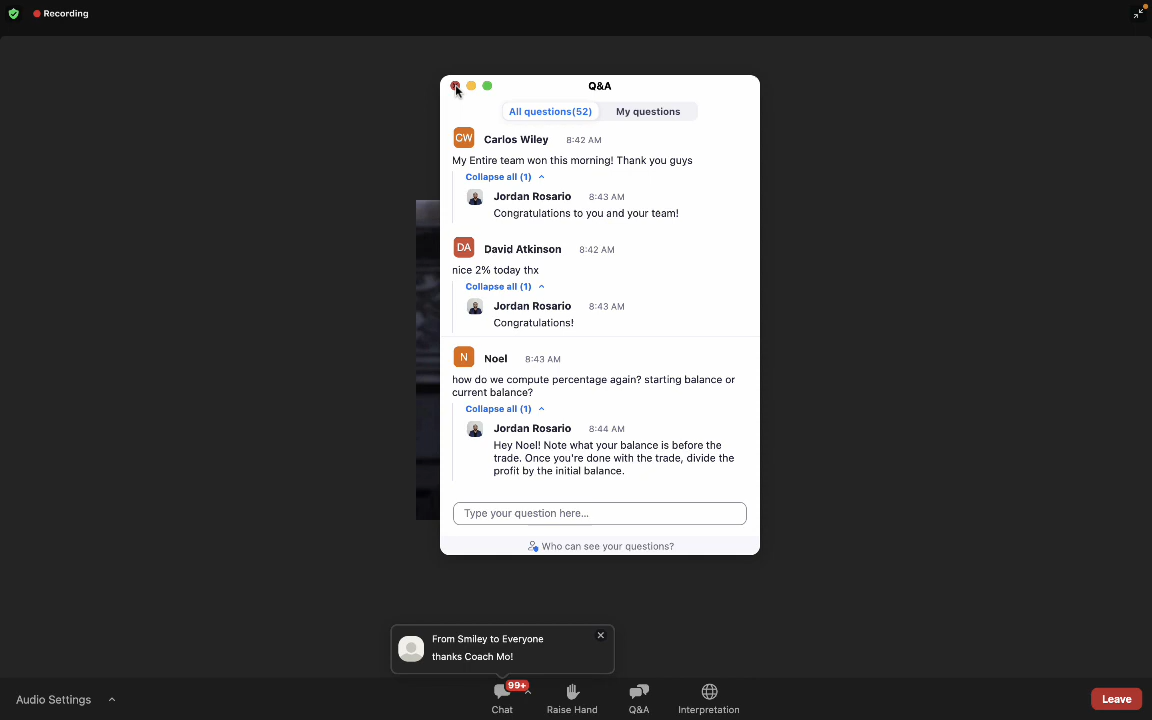 Recording
Q&A
All questions(52) My questions
CW Carlos Wiley 8:42 AM
My Entire team won this morning! Thank you guys
Collapse all (1)
Jordan Rosario 8:43 AM
Congratulations to you and your team!
DA David Atkinson 8:42 AM
nice 2% today thx
Collapse all (1)
Jordan Rosario 8:43 AM
Congratulations!
N Noel 8:43 AM
how do we compute percentage again? starting balance or
current balance?
Collapse all (1)
Jordan Rosario 8:44 AM
Hey Noel! Note what your balance is before the
trade. Once you're done with the trade, divide the
profit by the initial balance.
Type your question here...
Who can see your questions?
From Smiley to Everyone
thanks Coach Mo!
99+
Audio Settings Chat Raise Hand Q&A Interpretation Leave